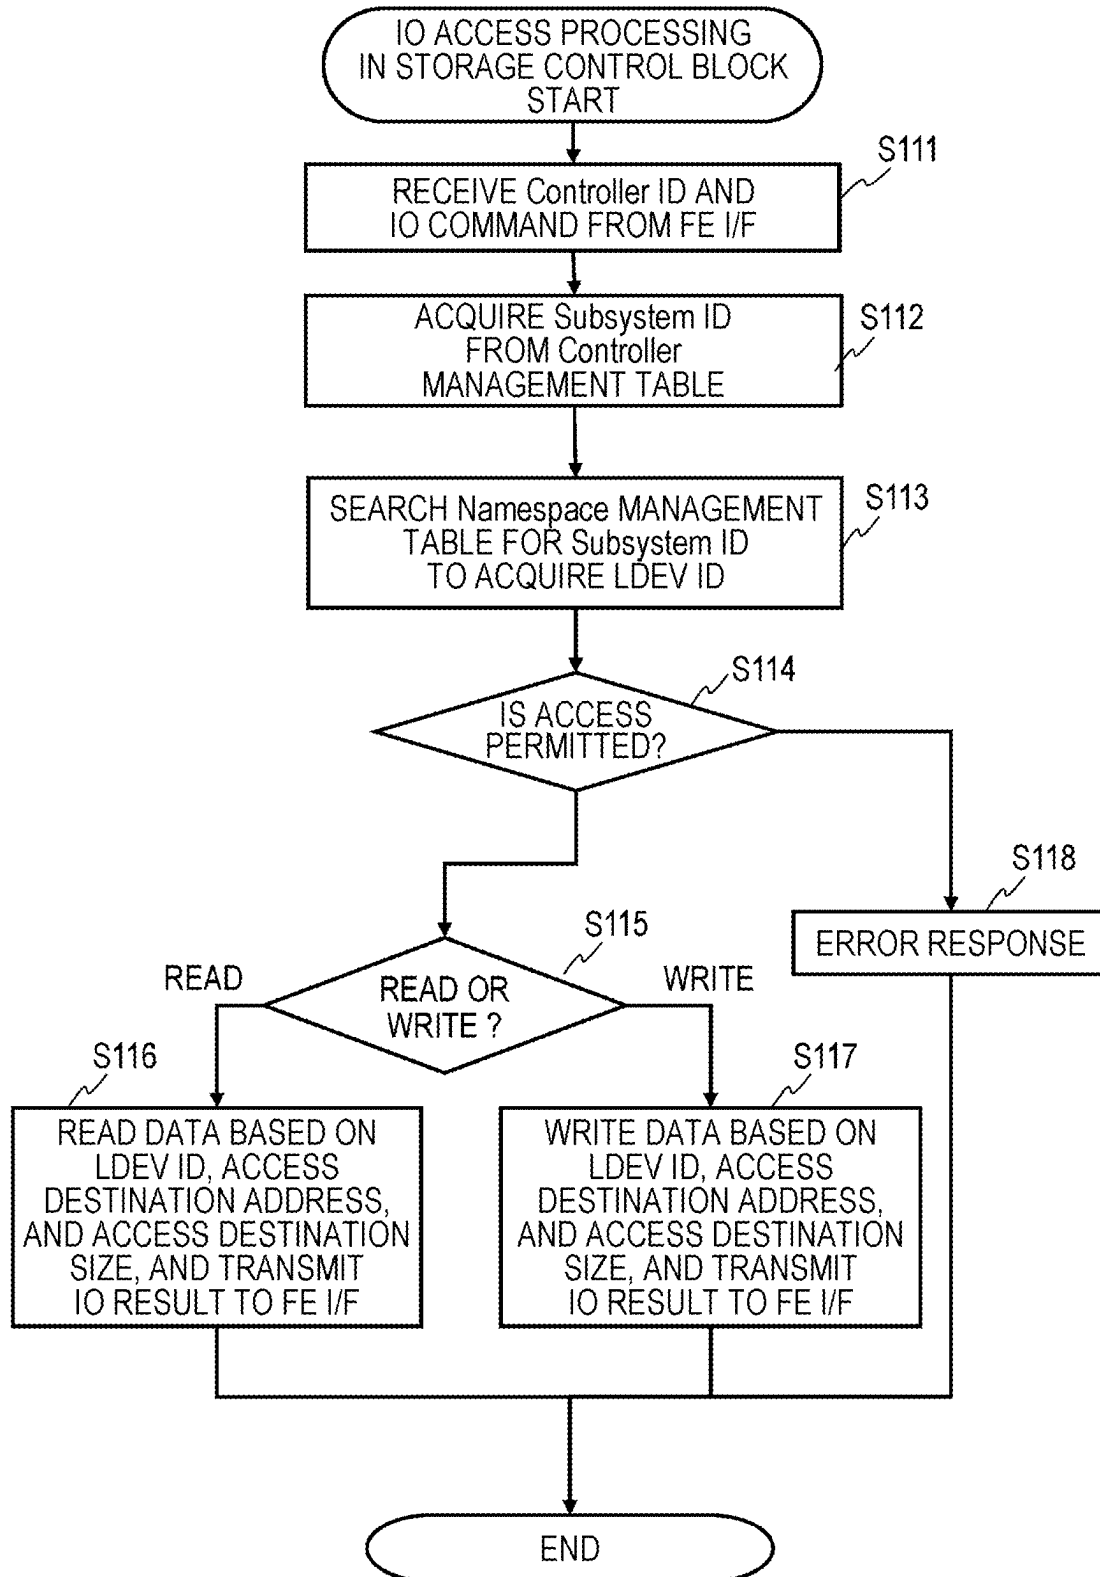 IO ACCESS PROCESSING
IN STORAGE CONTROL BLOCK
START
S111
RECEIVE Controller ID AND
IO COMMAND FROM FE I/F
S112
ACQUIRE Subsystem ID
FROM Controller
MANAGEMENT TABLE
S113
SEARCH Namespace MANAGEMENT
TABLE FOR Subsystem ID
TO ACQUIRE LDEV ID
S114
IS ACCESS
PERMITTED?
S118
ERROR RESPONSE
S115
READ
READ OR
WRITE ?
WRITE
S116
READ DATA BASED ON
LDEV ID, ACCESS
DESTINATION ADDRESS,
AND ACCESS DESTINATION
SIZE, AND TRANSMIT
IO RESULT TO FE I/F
S117
WRITE DATA BASED ON
LDEV ID, ACCESS
DESTINATION ADDRESS,
AND ACCESS DESTINATION
SIZE, AND TRANSMIT
IO RESULT TO FE I/F
END